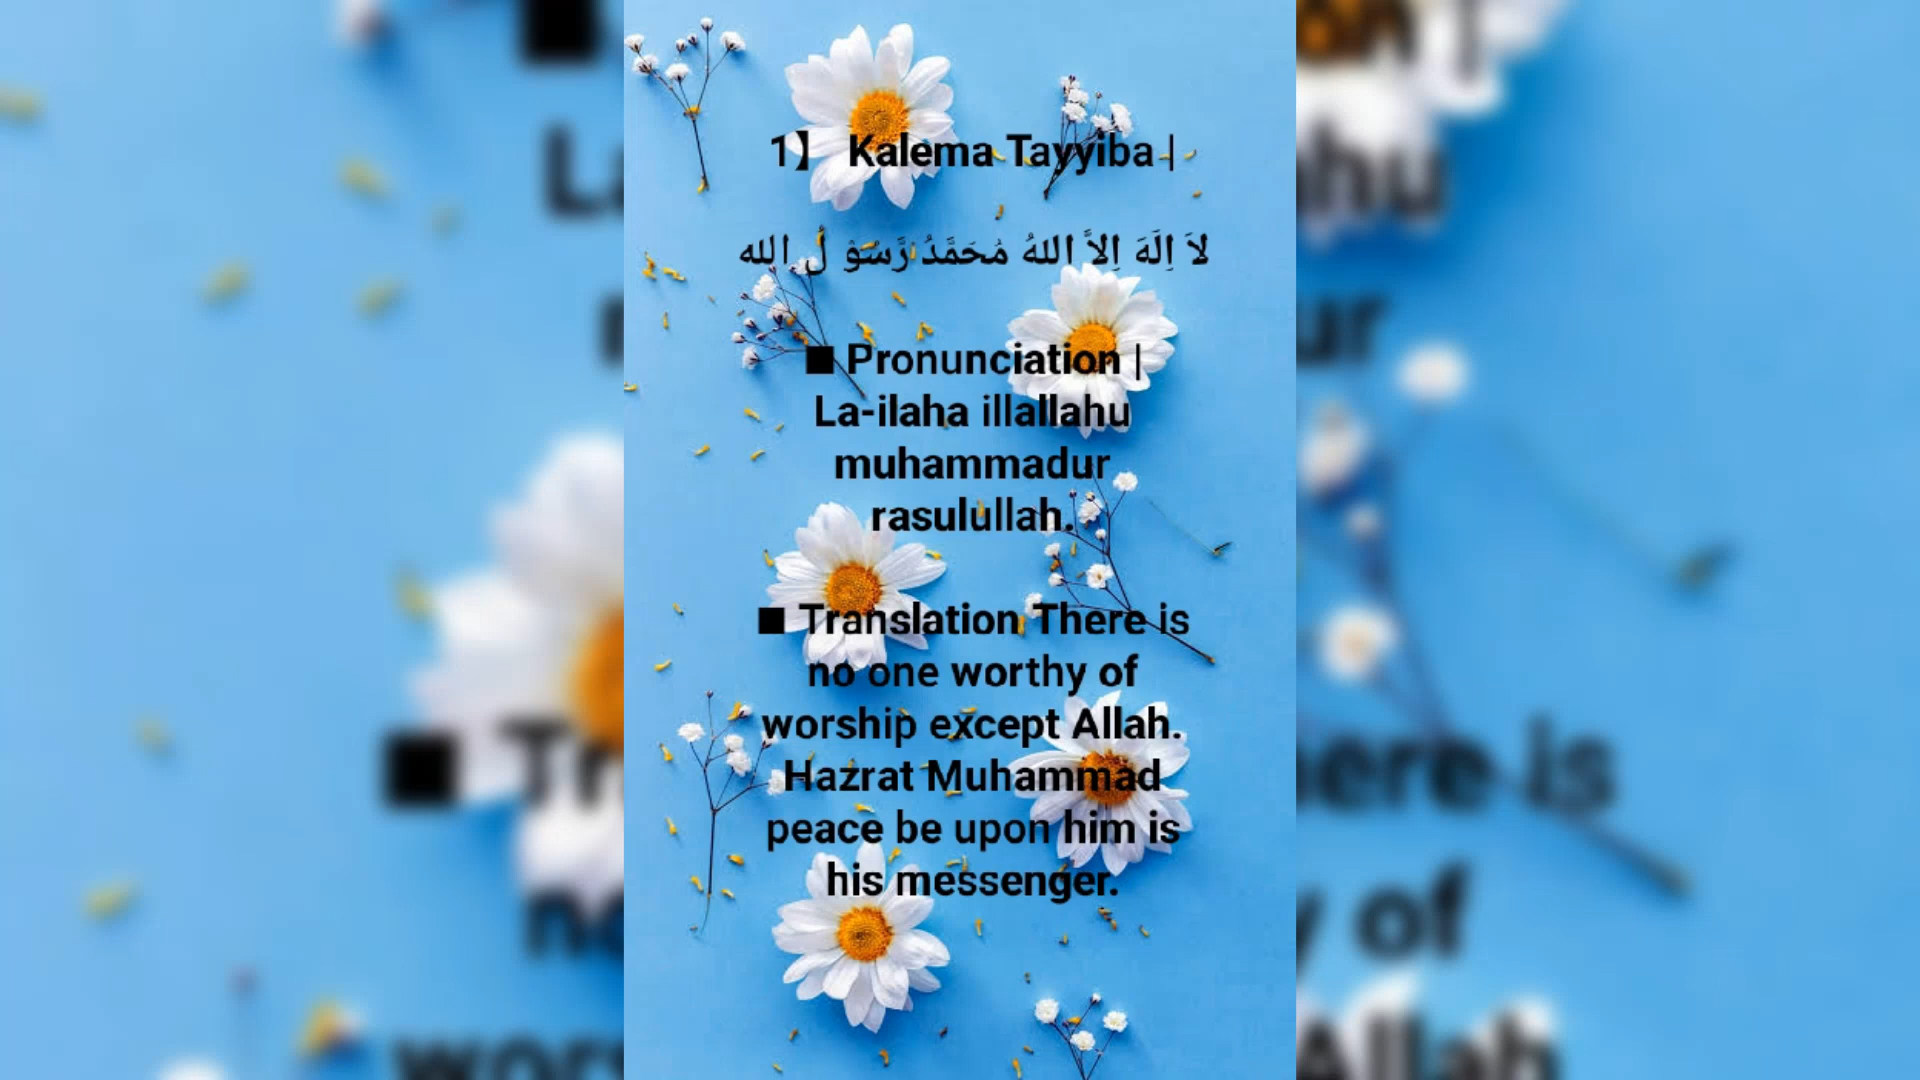 1】 Kalema Tayyiba |
لاَ اِلَهَ اِلاَّ اللهُ مُحَمَّدُ رَّسُوْ لُ الله
■ Pronunciation |
La-ilaha illallahu
muhammadur
rasulullah.
■ Translation There is
no one worthy of
worship except Allah.
Hazrat Muhammad
peace be upon him is
his messenger.